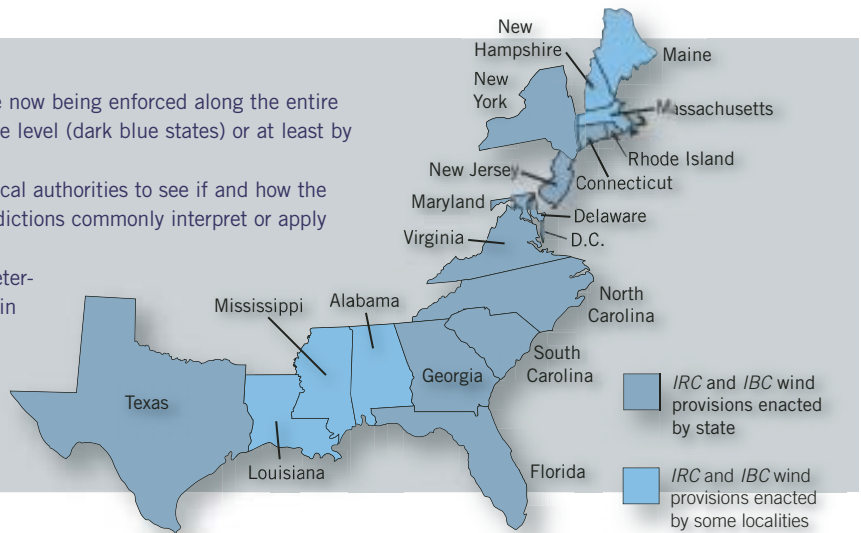 now being enforced along the entire
level (dark blue states) or at least by
cal authorities to see if and how the
dictions commonly interpret or apply
eter-
in
New
Hampshire
Maine
New
York
Massachusetts
Rhode Island
New Jersey
Connecticut
Maryland
Delaware
Virginia
D.C.
North
Carolina
Mississippi
Alabama
South
Carolina
Georgia
Texas
Louisiana
Florida
IRC and IBC wind
provisions enacted
by state
IRC and IBC wind
provisions enacted
by some localities